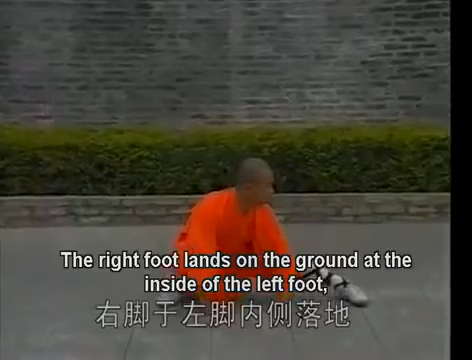 The right foot lands on the ground at the
inside of the left foot,
右脚于左脚内侧落地